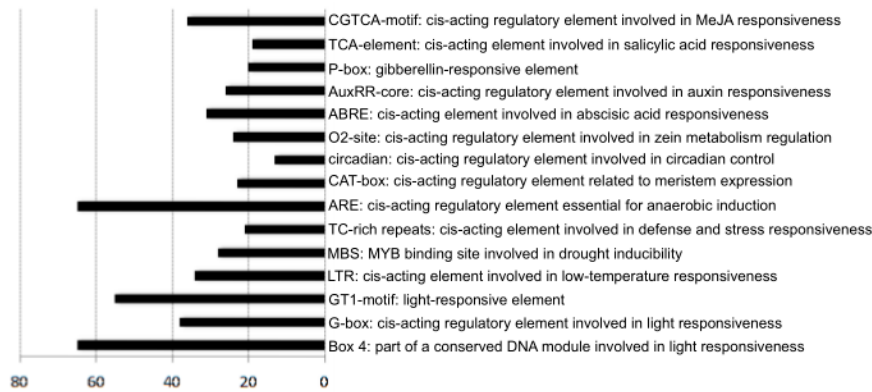 CGTCA-motif: cis-acting regulatory element involved in MeJA responsiveness
TCA-element: cis-acting element involved in salicylic acid responsiveness
P-box: gibberellin-responsive element
AuxRR-core: cis-acting regulatory element involved in auxin responsiveness
ABRE: cis-acting element involved in abscisic acid responsiveness
O2-site: cis-acting regulatory element involved in zein metabolism regulation
circadian: cis-acting regulatory element involved in circadian control
CAT-box: cis-acting regulatory element related to meristem expression
ARE: cis-acting regulatory element essential for anaerobic induction
TC-rich repeats: cis-acting element involved in defense and stress responsiveness
MBS: MYB binding site involved in drought inducibility
LTR: cis-acting element involved in low-temperature responsiveness
GT1-motif: light-responsive element
G-box: cis-acting regulatory element involved in light responsiveness
Box 4: part of a conserved DNA module involved in light responsiveness
80 60 40 20 0